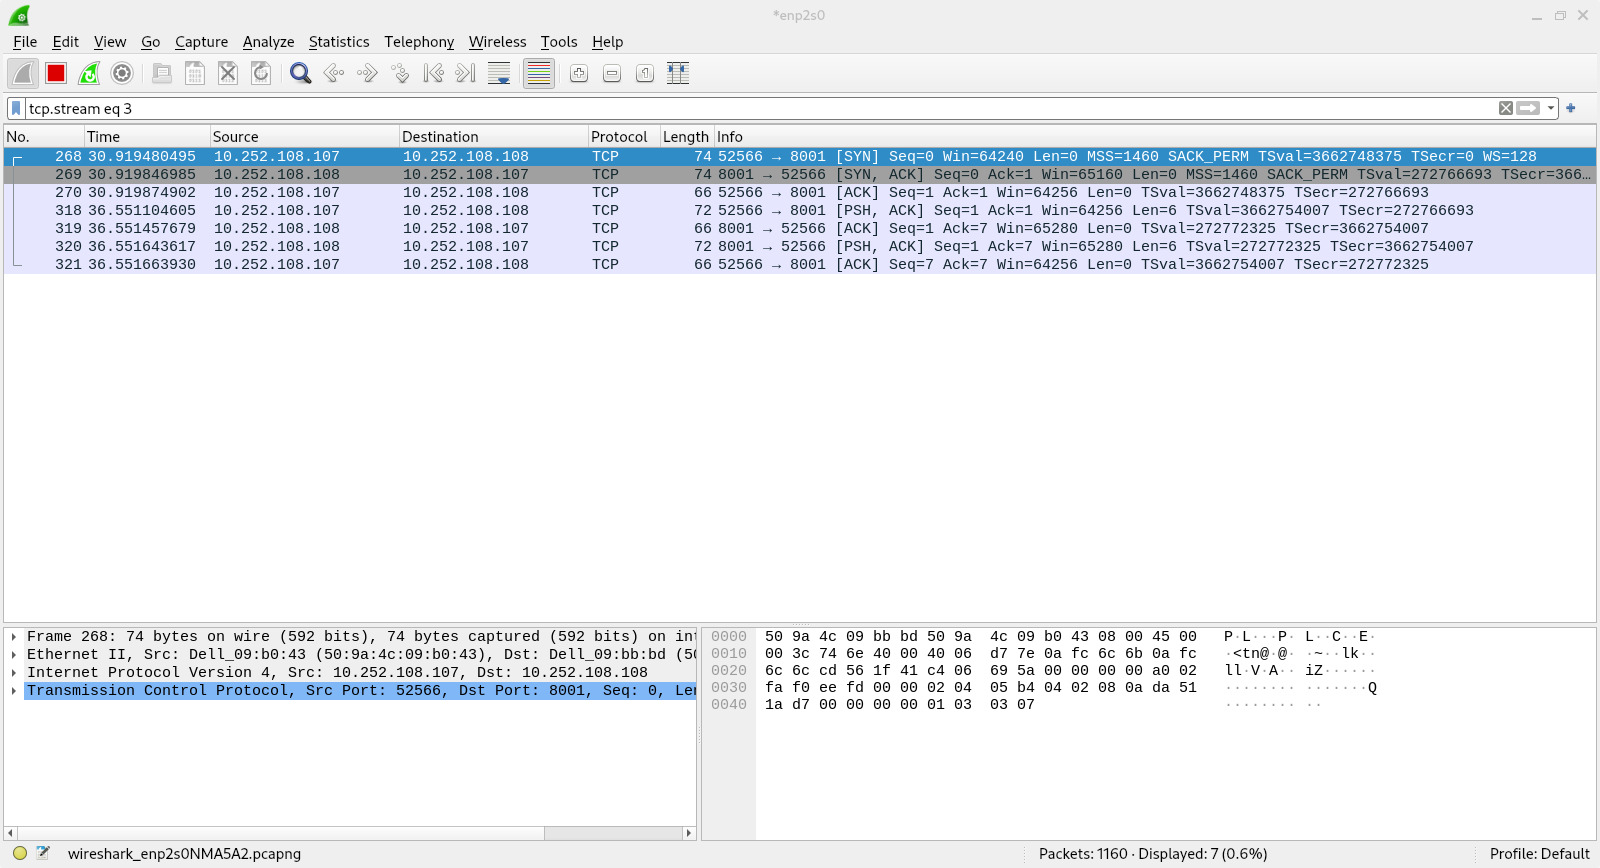 *enp2s0
File Edit View Go Capture Analyze Statistics Telephony Wireless Tools Help
tcp.stream eq 3
No. Time Source Destination Protocol Length Info
268 30.919480495 10.252.108.107 10.252.108.108 TCP 74 52566 → 8001 [SYN] Seq=0 Win=64240 Len=0 MSS=1460 SACK_PERM TSval=3662748375 TSecr=0 WS=128
269 30.919846985 10.252.108.108 10.252.108.107 TCP 74 8001 → 52566 [SYN, ACK] Seq=0 Ack=1 Win=65160 Len=0 MSS=1460 SACK_PERM TSval=272766693 TSecr=366…
270 30.919874902 10.252.108.107 10.252.108.108 TCP 66 52566 → 8001 [ACK] Seq=1 Ack=1 Win=64256 Len=0 TSval=3662748375 TSecr=272766693
318 36.551104605 10.252.108.107 10.252.108.108 TCP 72 52566 → 8001 [PSH, ACK] Seq=1 Ack=1 Win=64256 Len=6 TSval=3662754007 TSecr=272766693
319 36.551457679 10.252.108.108 10.252.108.107 TCP 66 8001 → 52566 [ACK] Seq=1 Ack=7 Win=65280 Len=0 TSval=272772325 TSecr=3662754007
320 36.551643617 10.252.108.108 10.252.108.107 TCP 72 8001 → 52566 [PSH, ACK] Seq=1 Ack=7 Win=65280 Len=6 TSval=272772325 TSecr=3662754007
321 36.551663930 10.252.108.107 10.252.108.108 TCP 66 52566 → 8001 [ACK] Seq=7 Ack=7 Win=64256 Len=0 TSval=3662754007 TSecr=272772325
Frame 268: 74 bytes on wire (592 bits), 74 bytes captured (592 bits) on int
Ethernet II, Src: Dell_09:b0:43 (50:9a:4c:09:b0:43), Dst: Dell_09:bb:bd (50
Internet Protocol Version 4, Src: 10.252.108.107, Dst: 10.252.108.108
Transmission Control Protocol, Src Port: 52566, Dst Port: 8001, Seq: 0, Len
0000 50 9a 4c 09 bb bd 50 9a 4c 09 b0 43 08 00 45 00 P·L···P· L··C··E·
0010 00 3c 74 6e 40 00 40 06 d7 7e 0a fc 6c 6b 0a fc ·<tn@·@· ·~··lk··
0020 6c 6c cd 56 1f 41 c4 06 69 5a 00 00 00 00 a0 02 ll·V·A·· iZ······
0030 fa f0 ee fd 00 00 02 04 05 b4 04 02 08 0a da 51 ········ ·······Q
0040 1a d7 00 00 00 00 01 03 03 07 ········ ··
wireshark_enp2s0NMA5A2.pcapng Packets: 1160 · Displayed: 7 (0.6%) Profile: Default